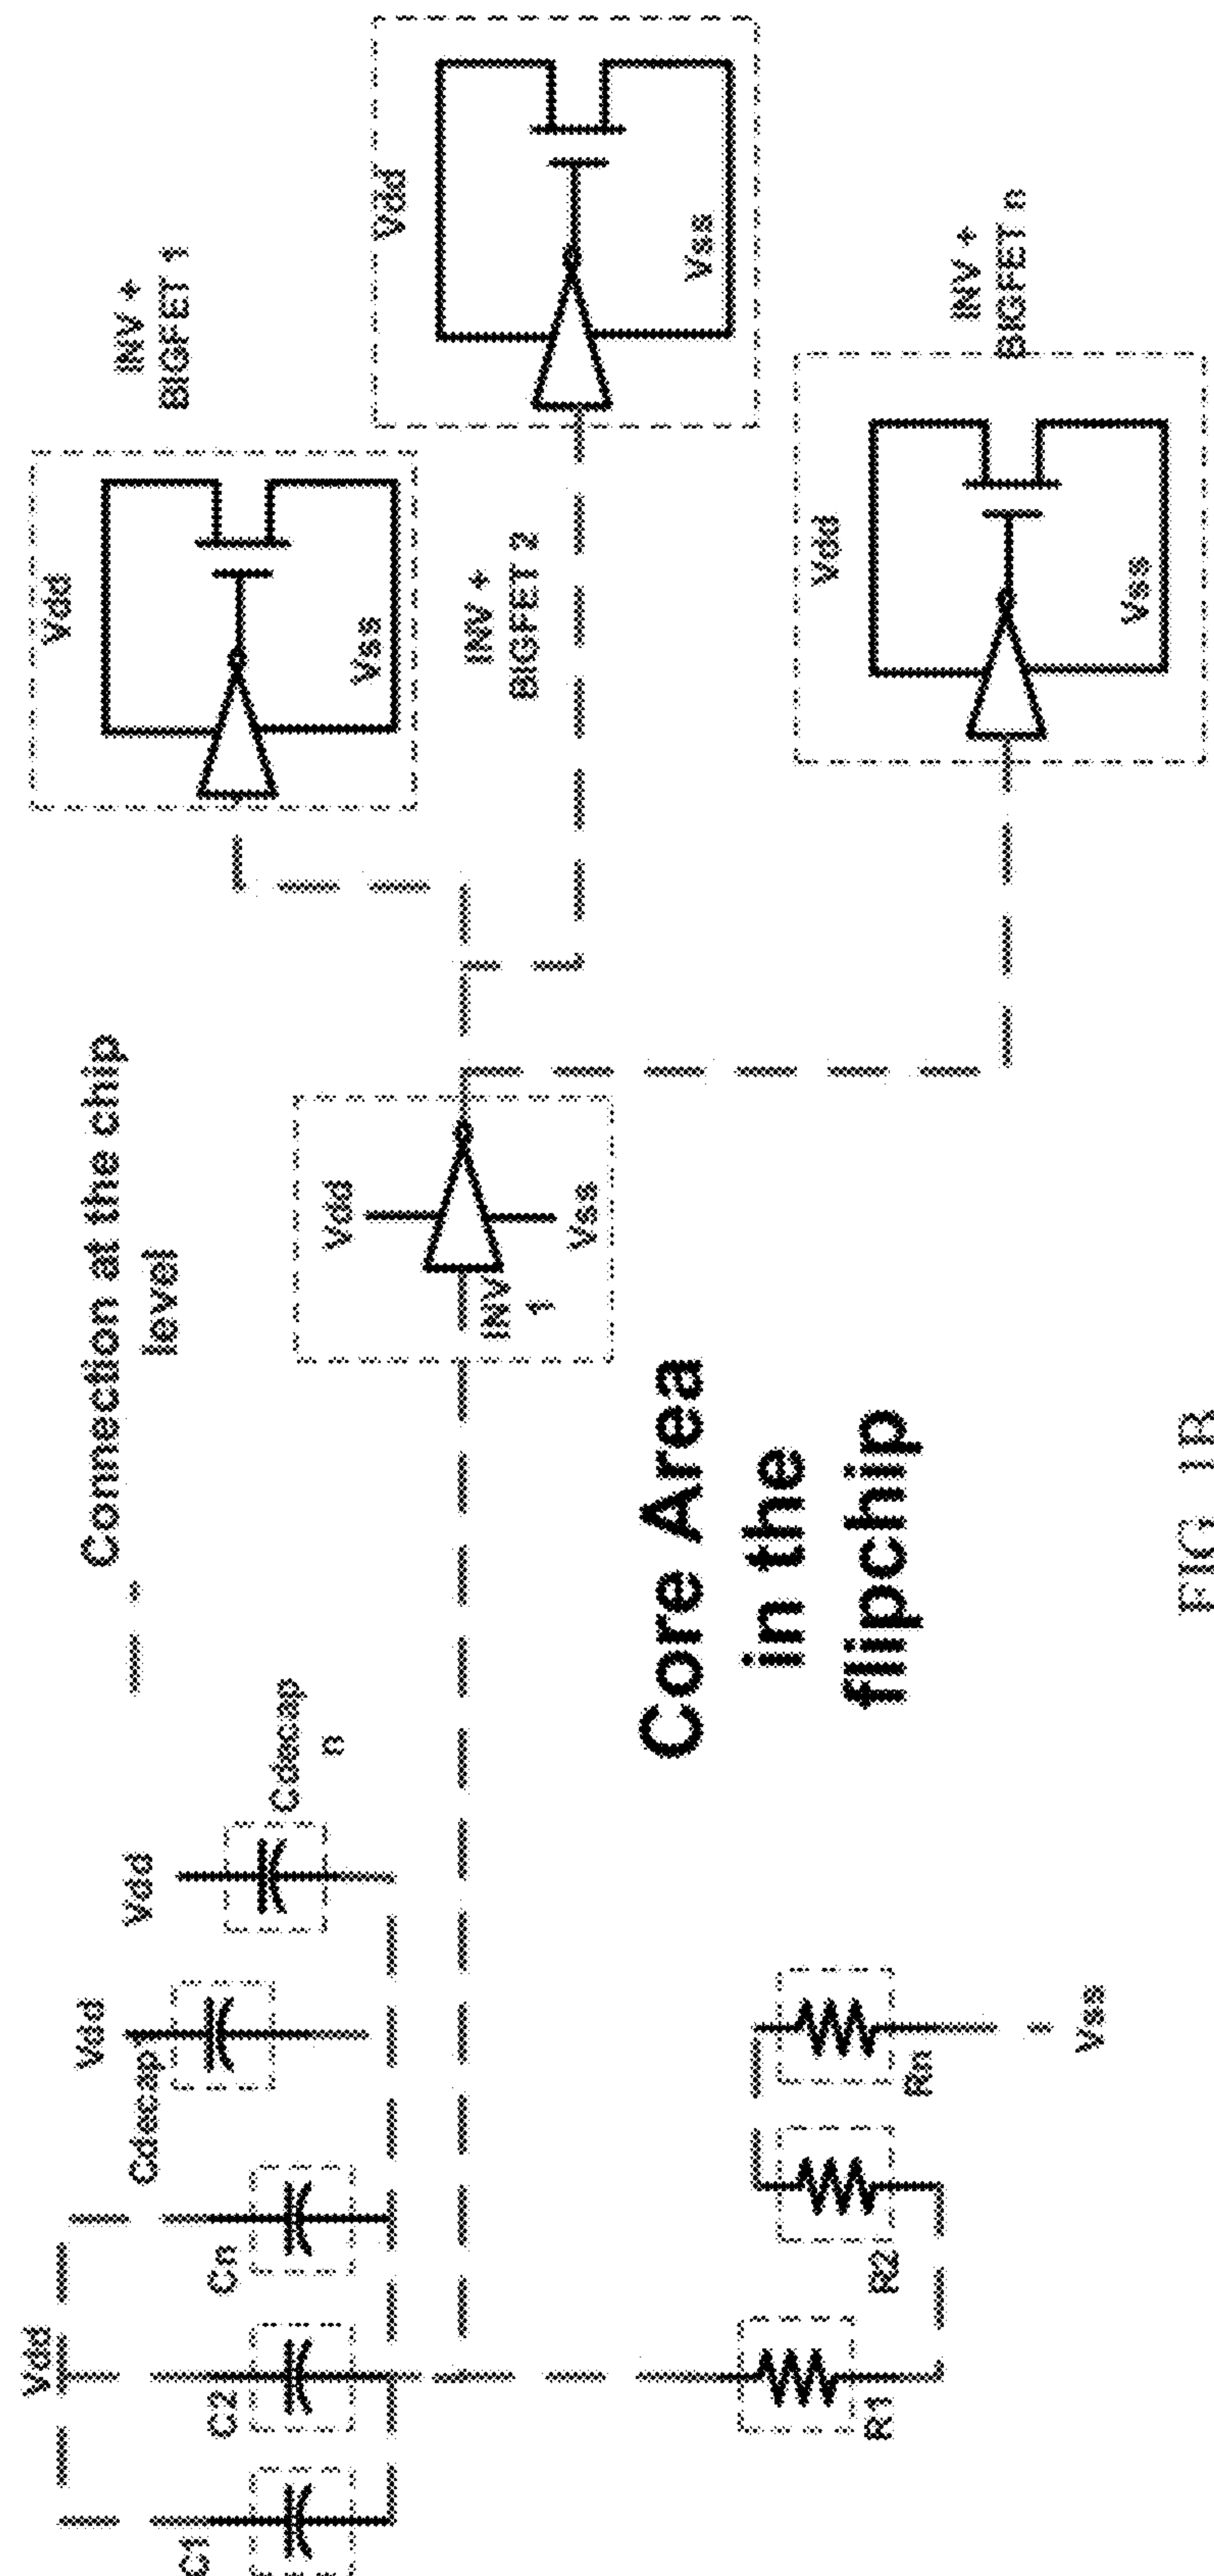 C1
C2
Vdd
Cn
Cdecap
Vdd
Vdd
Cdecap
n
Connection at the chip
level
R1
R2
Rn
Vss
Core Area
in the
flipchip
INV
1
Vdd
Vss
INV +
BIGFET 1
Vdd
Vss
INV +
BIGFET 2
Vdd
Vss
INV +
BIGFET n
Vdd
Vss
FIG. 1B